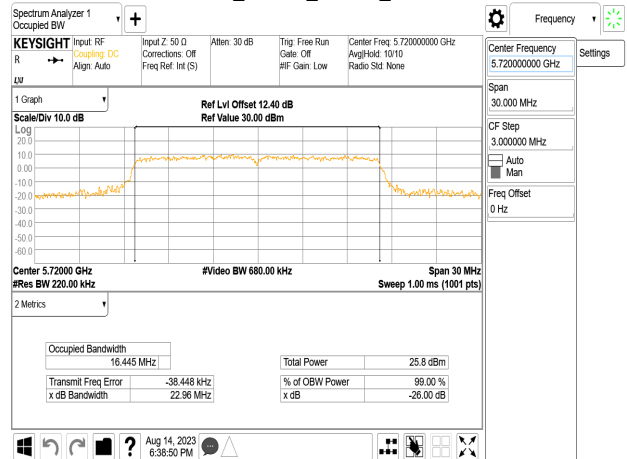 Spectrum Analyzer 1
Occupied BW
Frequency
KEYSIGHT
R
Input: RF
Coupling: DC
Align: Auto
Input Z: 50 Ω
Corrections: Off
Freq Ref: Int (S)
Atten: 30 dB
Trig: Free Run
Gate: Off
#IF Gain: Low
Center Freq: 5.720000000 GHz
Avg|Hold: 10/10
Radio Std: None
Center Frequency
5.720000000 GHz
Settings
Span
30.000 MHz
CF Step
3.000000 MHz
Auto
Man
Freq Offset
0 Hz
1 Graph
Scale/Div 10.0 dB
Ref Lvl Offset 12.40 dB
Ref Value 30.00 dBm
Log
20.0
10.0
0.00
-10.0
-20.0
-30.0
-40.0
-50.0
-60.0
Center 5.72000 GHz
#Video BW 680.00 kHz
Span 30 MHz
#Res BW 220.00 kHz
Sweep 1.00 ms (1001 pts)
2 Metrics
Occupied Bandwidth
16.445 MHz
Total Power 25.8 dBm
Transmit Freq Error -38.448 kHz
% of OBW Power 99.00 %
x dB Bandwidth 22.96 MHz
x dB -26.00 dB
?
Aug 14, 2023
6:38:50 PM